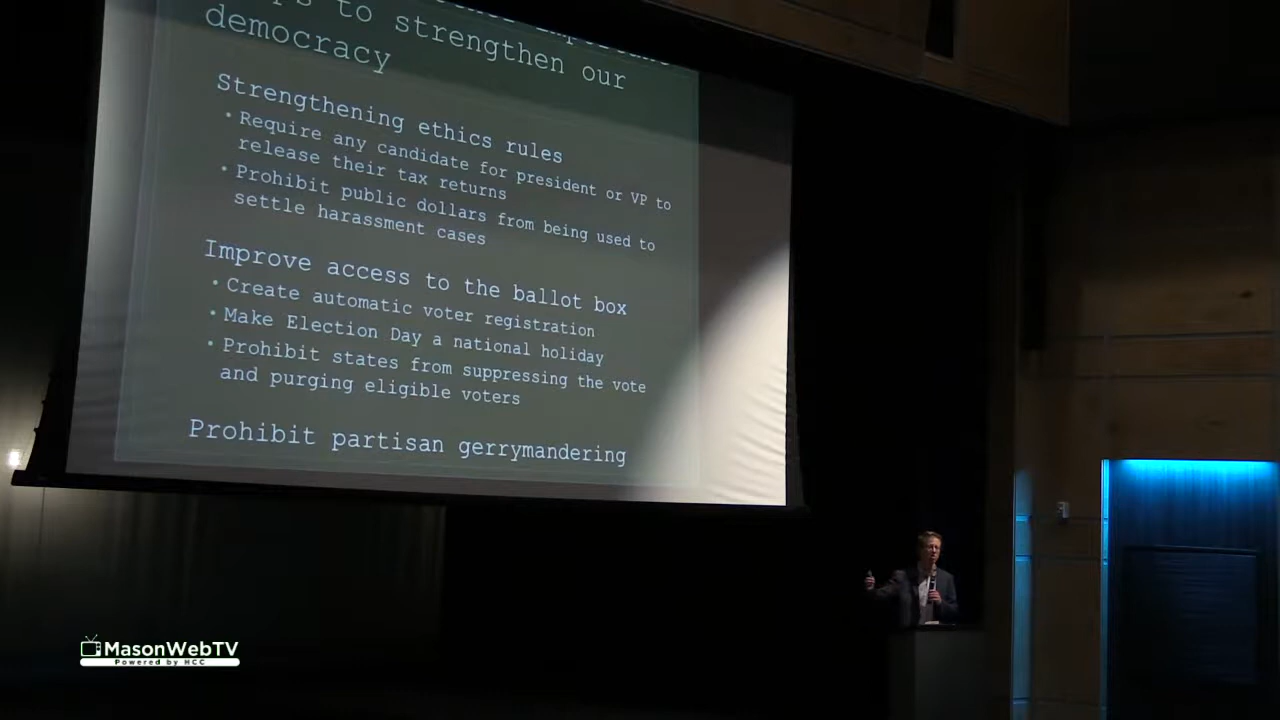 to strengthen our
democracy
Strengthening ethics rules
• Require any candidate for president or VP to
release their tax returns
• Prohibit public dollars from being used to
settle harassment cases
Improve access to the ballot box
• Create automatic voter registration
• Make Election Day a national holiday
• Prohibit states from suppressing the vote
and purging eligible voters
Prohibit partisan gerrymandering
MasonWebTV
Powered by HCC